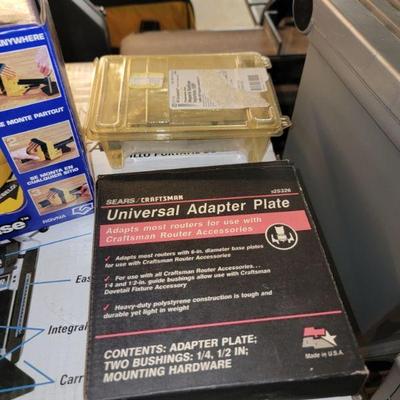 ANYWHERE
SE MONTE PARTOUT
SE MONTA EN
CUALQUIER SITIO
SEARS/CRAFTSMAN
925326
Universal Adapter Plate
Adapts most routers for use with
Craftsman Router Accessories
Adapts most routers with 6-in. diameter base plates
for use with Craftsman Router Accessories
For use with all Craftsman Router Accessories...
1/4 and 1/2-in. guide bushings allow use with Craftsman
Dovetail Fixture Accessory
Heavy-duty polystyrene construction is tough and
durable yet light in weight
CONTENTS: ADAPTER PLATE;
TWO BUSHINGS: 1/4, 1/2 IN;
MOUNTING HARDWARE
Made in U.S.A.
Integral